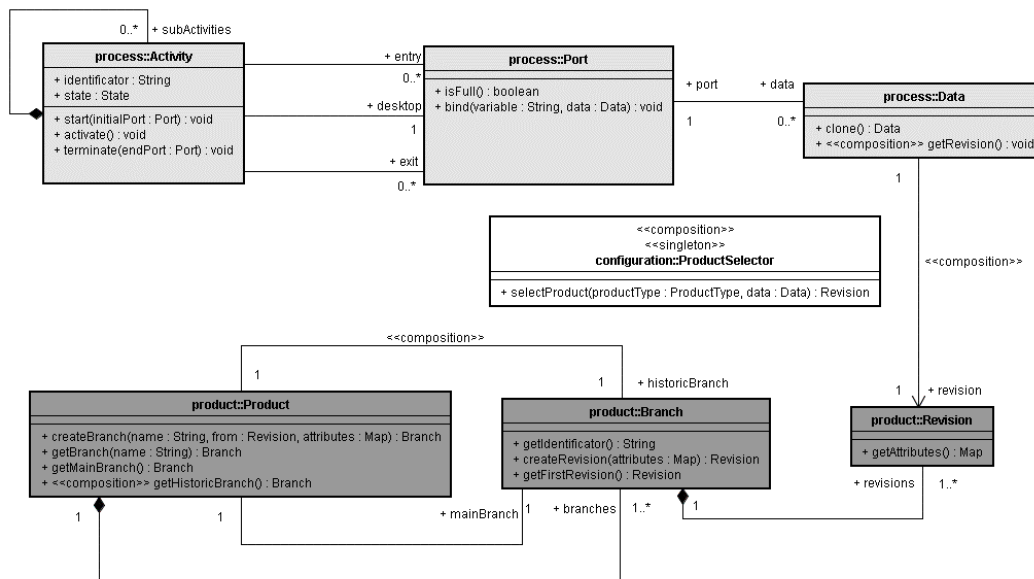 0..*
+ subActivities
process::Activity
+ identificator : String
+ state : State
+ start(initialPort : Port) : void
+ activate() : void
+ terminate(endPort : Port) : void
+ entry
0..*
+ desktop
1
+ exit
0..*
process::Port
+ isFull() : boolean
+ bind(variable : String, data : Data) : void
+ port
1
+ data
0..*
process::Data
+ clone() : Data
+ <<composition>> getRevision() : void
1
<<composition>>
<<singleton>>
configuration::ProductSelector
+ selectProduct(productType : ProductType, data : Data) : Revision
<<composition>>
<<composition>>
1
1
+ historicBranch
1
+ revision
product::Product
+ createBranch(name : String, from : Revision, attributes : Map) : Branch
+ getBranch(name : String) : Branch
+ getMainBranch() : Branch
+ <<composition>> getHistoricBranch() : Branch
product::Branch
+ getIdentificator() : String
+ createRevision(attributes : Map) : Revision
+ getFirstRevision() : Revision
product::Revision
+ getAttributes() : Map
1
1
+ mainBranch
1
+ branches
1..*
1
+ revisions
1..*